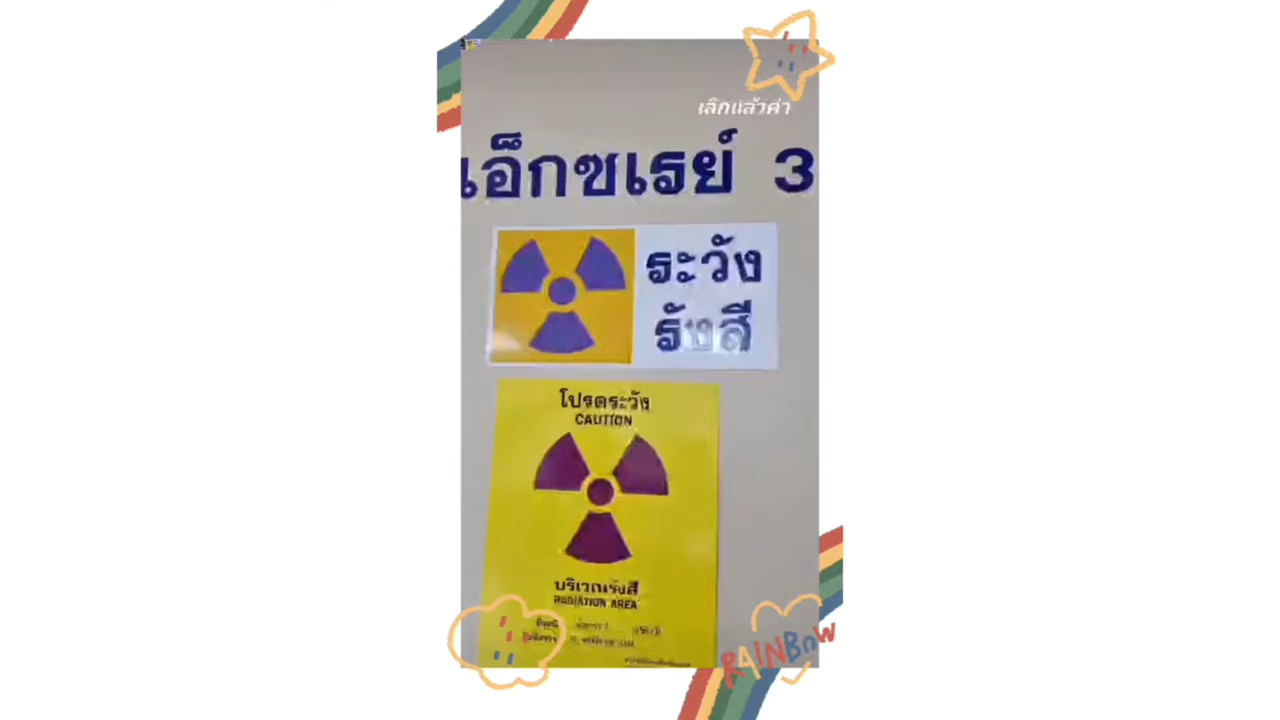 เลิกแล้วค่า
เอ็กซเรย์ 3
ระวัง
รังสี
โปรดระวัง
CAUTION
บริเวณรังสี
RADIATION AREA
RAINBOW